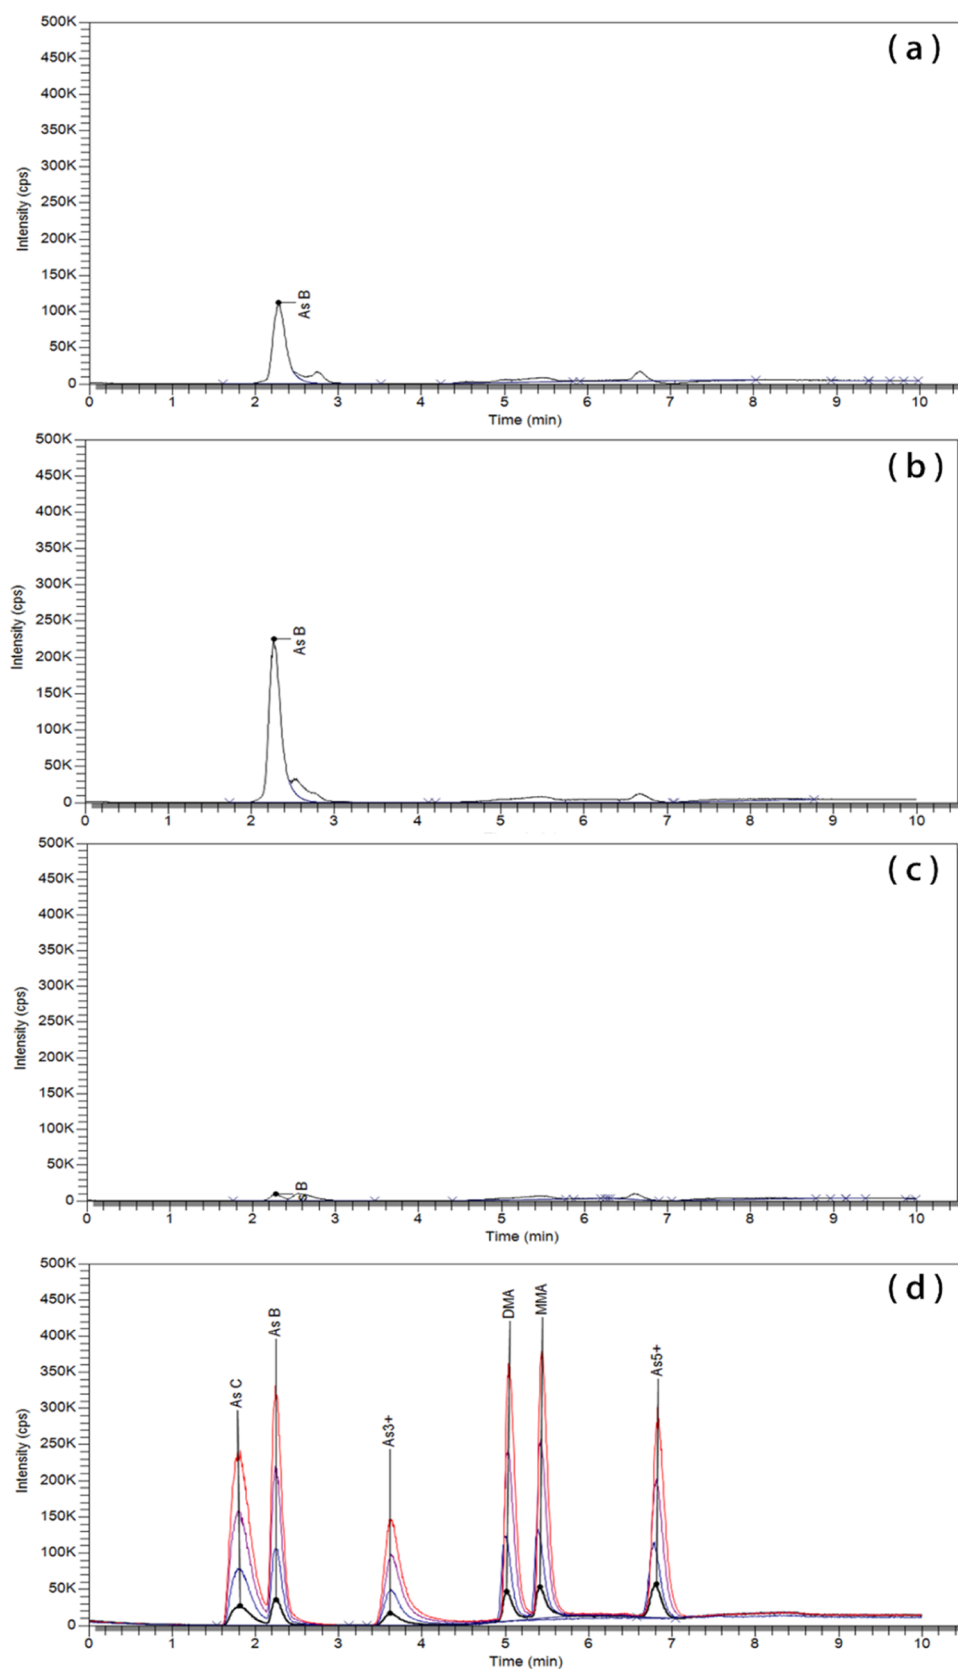 ( a )
500K
450K
400K
350K
300K
250K
200K
150K
100K
50K
0
Intensity (cps)
As B
0 1 2 3 4 5 6 7 8 9 10
Time (min)
( b )
500K
450K
400K
350K
300K
250K
200K
150K
100K
50K
0
Intensity (cps)
As B
0 1 2 3 4 5 6 7 8 9 10
( c )
500K
450K
400K
350K
300K
250K
200K
150K
100K
50K
0
Intensity (cps)
s B
0 1 2 3 4 5 6 7 8 9 10
Time (min)
( d )
500K
450K
400K
350K
300K
250K
200K
150K
100K
50K
0
Intensity (cps)
As C
As B
As3+
DMA
MMA
As5+
0 1 2 3 4 5 6 7 8 9 10
Time (min)